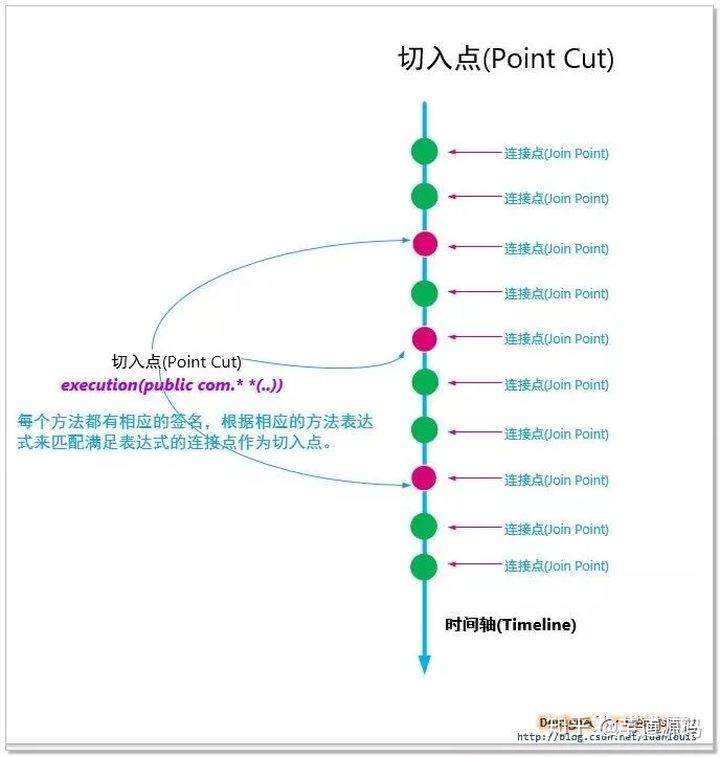 切入点(Point Cut)
连接点(Join Point)
连接点(Join Point)
连接点(Join Point)
连接点(Join Point)
连接点(Join Point)
连接点(Join Point)
连接点(Join Point)
连接点(Join Point)
连接点(Join Point)
连接点(Join Point)
切入点(Point Cut)
execution(public com.* *(..))
每个方法都有相应的签名，根据相应的方法表达
式来匹配满足表达式的连接点作为切入点。
时间轴(Timeline)
知乎 @芋道源码
http://blog.csdn.net/luanlouis